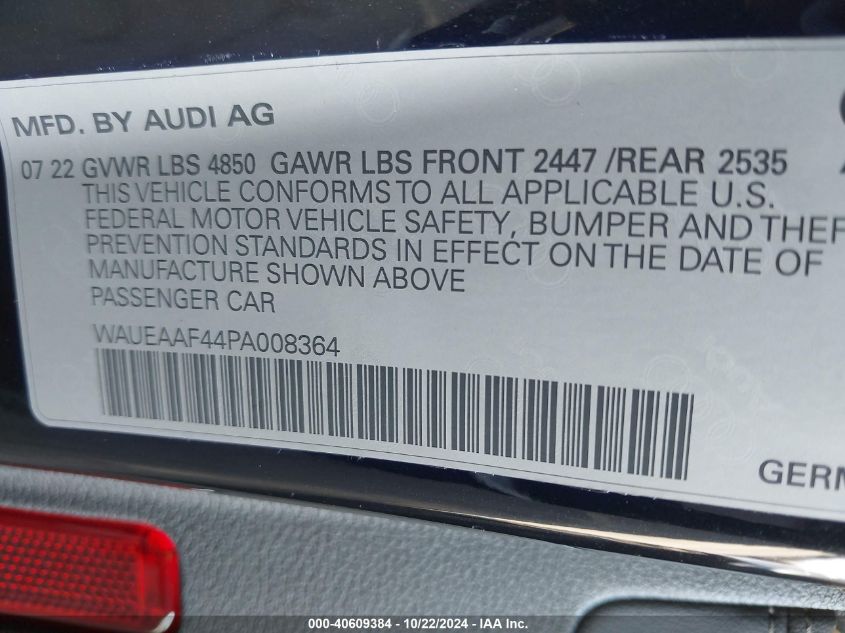 MFD. BY AUDI AG
07 22 GVWR LBS 4850 GAWR LBS FRONT 2447 /REAR 2535
THIS VEHICLE CONFORMS TO ALL APPLICABLE U.S.
FEDERAL MOTOR VEHICLE SAFETY, BUMPER AND THEF
PREVENTION STANDARDS IN EFFECT ON THE DATE OF
MANUFACTURE SHOWN ABOVE
PASSENGER CAR
WAUEAAF44PA008364
GERM
000-40609384 - 10/22/2024 - IAA Inc.